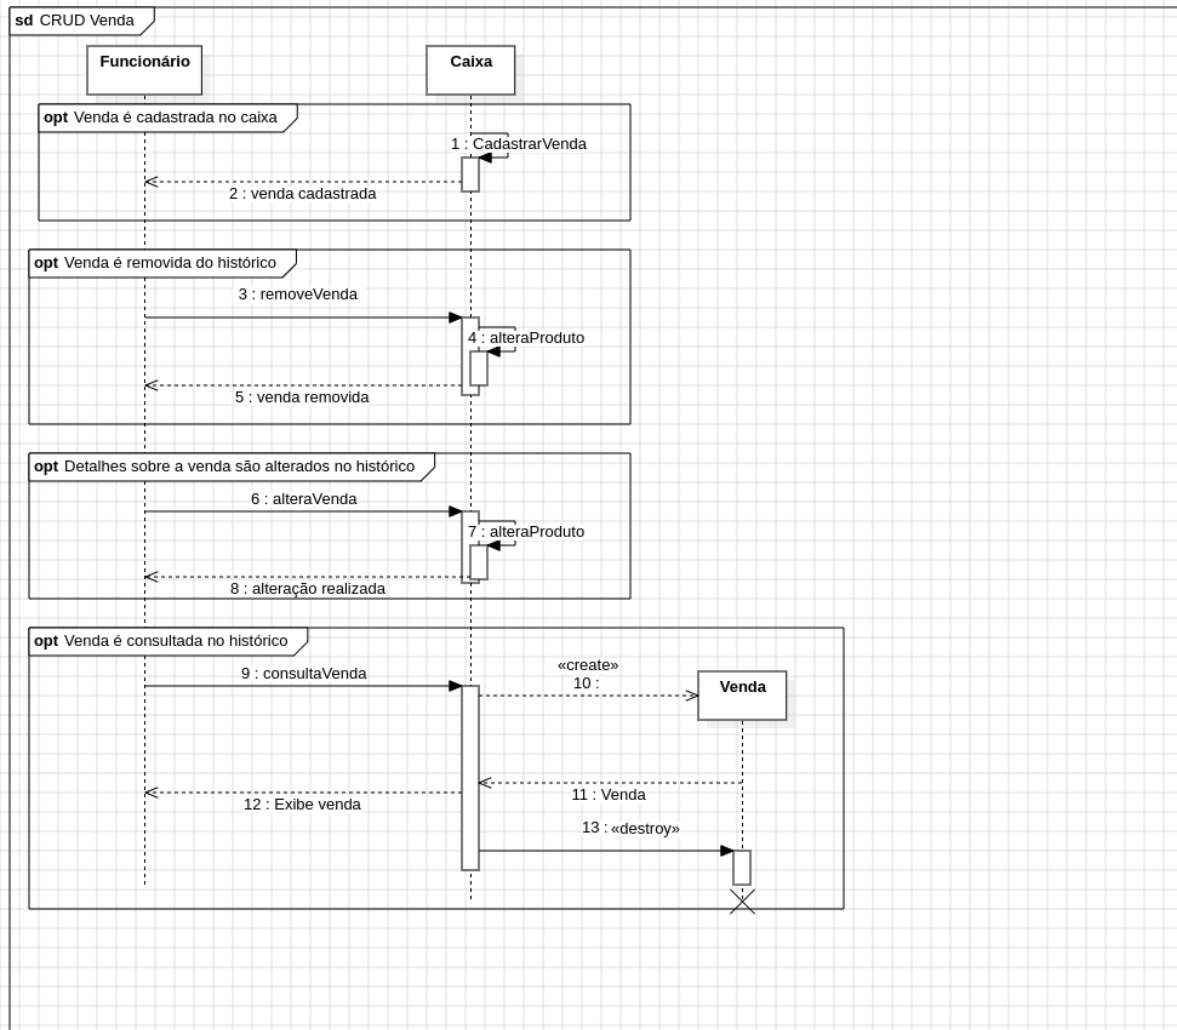 sd CRUD Venda
Funcionário
Caixa
opt Venda é cadastrada no caixa
1 : CadastrarVenda
2 : venda cadastrada
opt Venda é removida do histórico
3 : removeVenda
4 : alteraProduto
5 : venda removida
opt Detalhes sobre a venda são alterados no histórico
6 : alteraVenda
7 : alteraProduto
8 : alteração realizada
opt Venda é consultada no histórico
9 : consultaVenda
«create»
10 :
Venda
11 : Venda
12 : Exibe venda
13 : «destroy»